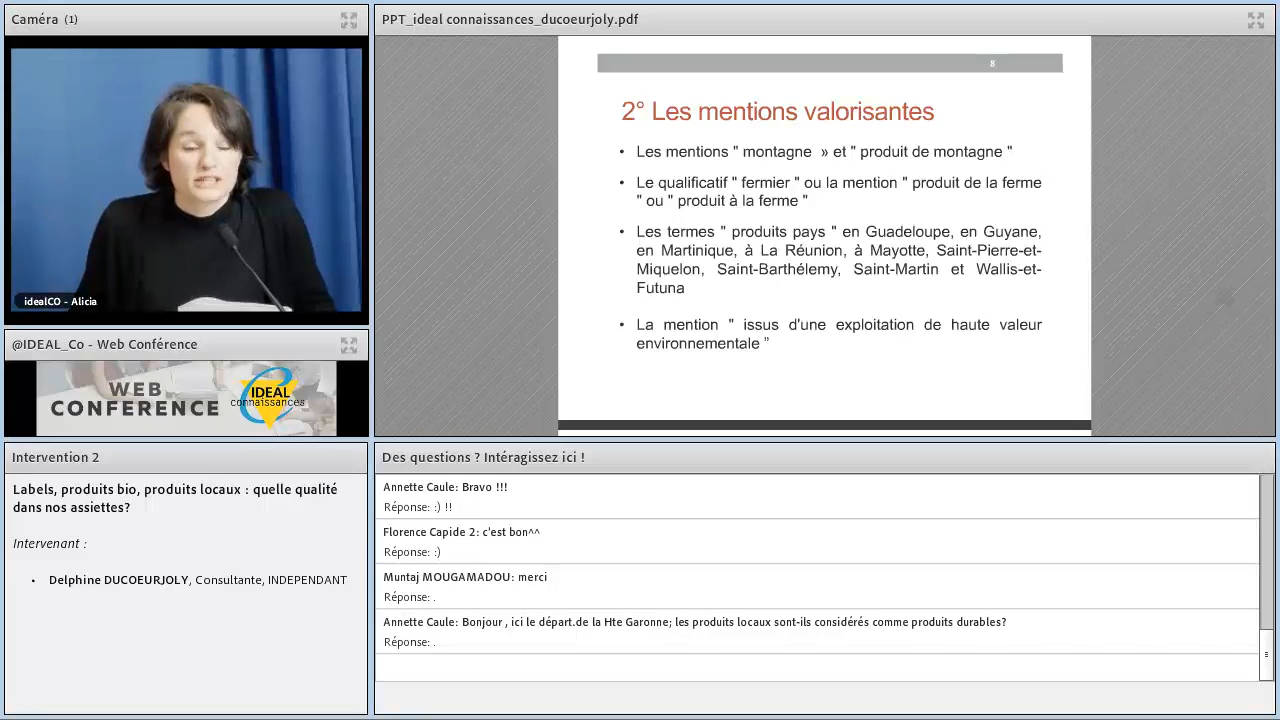 Caméra (1)
idealCO - Alicia
@IDEAL_Co - Web Conférence
WEB
CONFERENCE
IDEAL
connaissances
PPT_ideal connaissances_ducoeurjoly.pdf
8
2° Les mentions valorisantes
• Les mentions " montagne » et " produit de montagne "
• Le qualificatif " fermier " ou la mention " produit de la ferme
" ou " produit à la ferme "
• Les termes " produits pays " en Guadeloupe, en Guyane,
en Martinique, à La Réunion, à Mayotte, Saint-Pierre-et-
Miquelon, Saint-Barthélemy, Saint-Martin et Wallis-et-
Futuna
• La mention " issus d'une exploitation de haute valeur
environnementale ”
Intervention 2
Labels, produits bio, produits locaux : quelle qualité
dans nos assiettes?
Intervenant :
• Delphine DUCOEURJOLY, Consultante, INDEPENDANT
Des questions ? Intéragissez ici !
Annette Caule: Bravo !!!
Réponse: :) !!
Florence Capide 2: c'est bon^^
Réponse: :)
Muntaj MOUGAMADOU: merci
Réponse: .
Annette Caule: Bonjour , ici le départ.de la Hte Garonne; les produits locaux sont-ils considérés comme produits durables?
Réponse: .